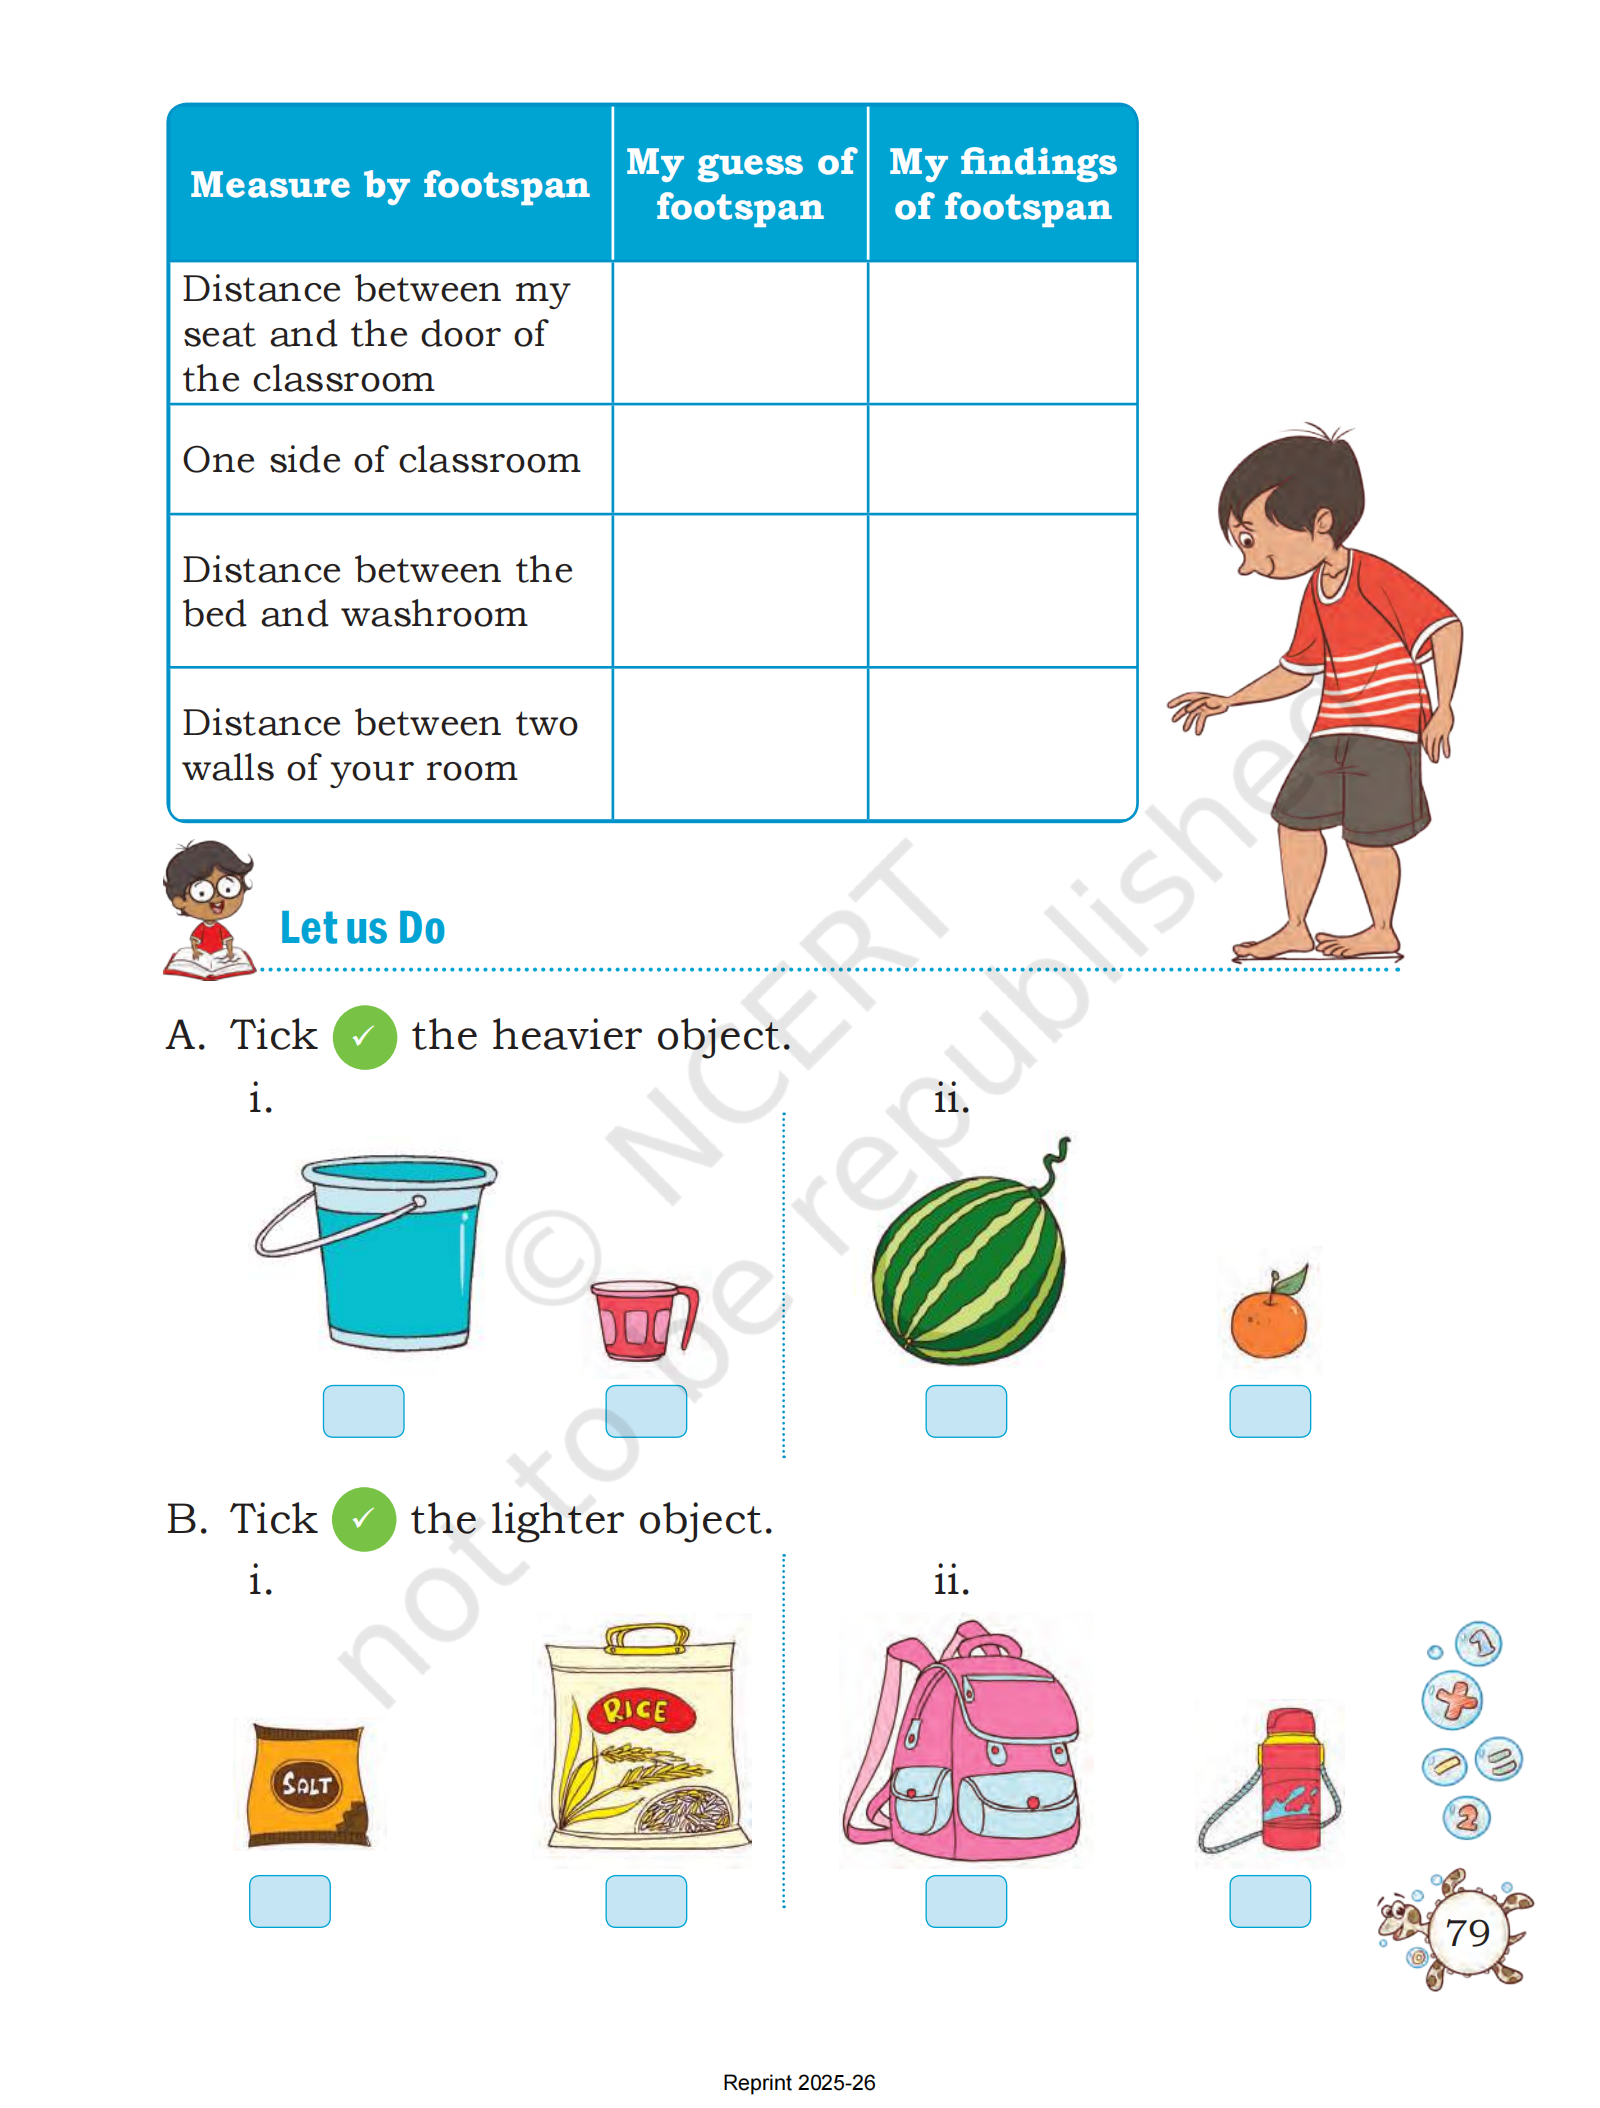 Measure by footspan
My guess of
footspan
My findings
of footspan
Distance between my
seat and the door of
the classroom
One side of classroom
Distance between the
bed and washroom
Distance between two
walls of your room
Let us Do
A. Tick ✓ the heavier object.
i.
ii.
B. Tick ✓ the lighter object.
i.
ii.
SALT
RICE
1
+
−
=
2
79
© NCERT
not to be republished
Reprint 2025-26